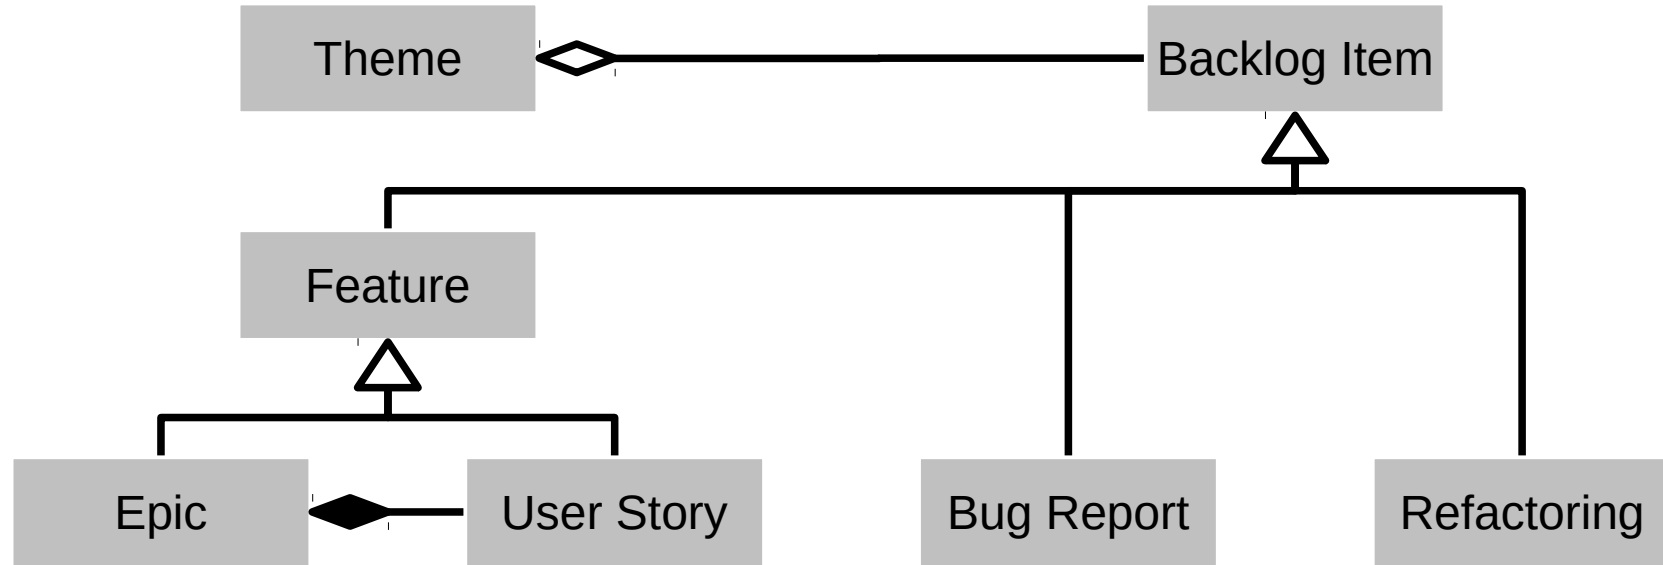 Theme
Backlog Item
Feature
Epic
User Story
Bug Report
Refactoring